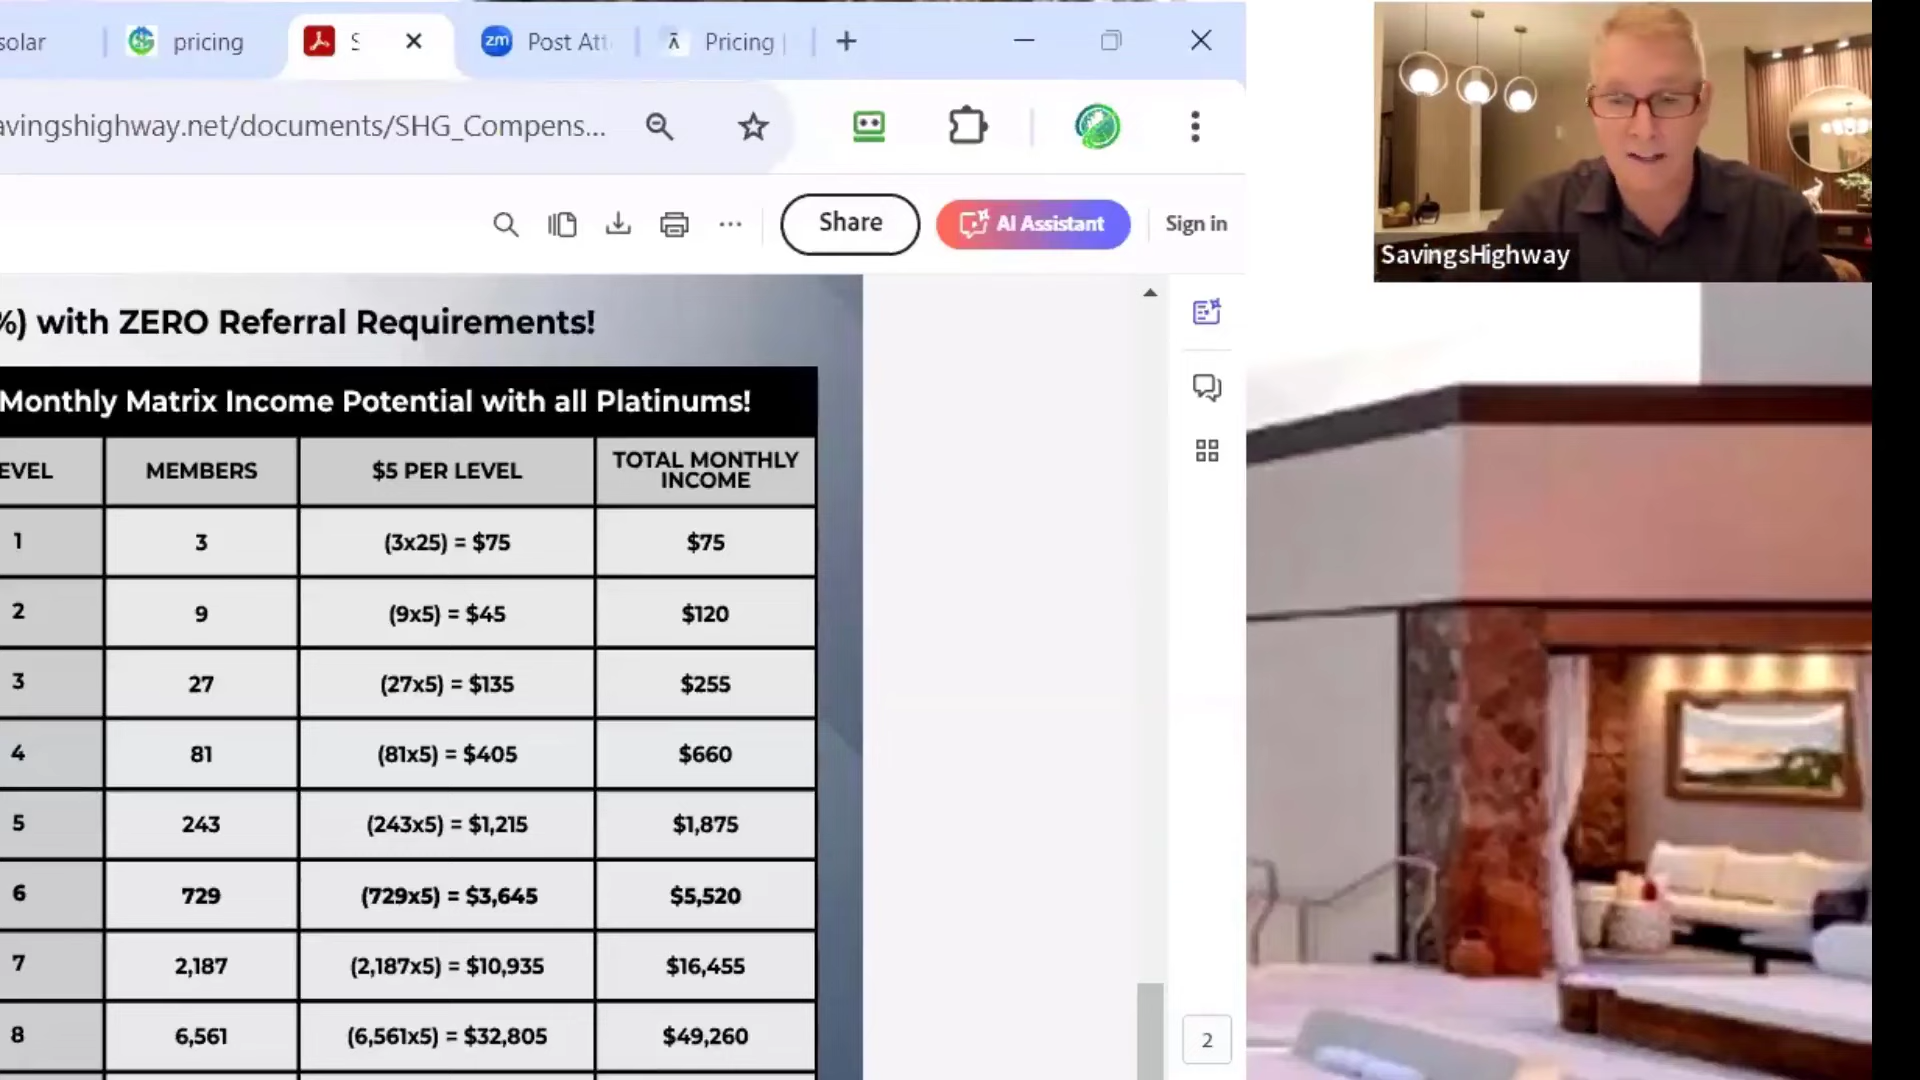 solar
pricing
S
Post Att
Pricing |
avingshighway.net/documents/SHG_Compens...
Share
AI Assistant
Sign in
SavingsHighway
%) with ZERO Referral Requirements!
Monthly Matrix Income Potential with all Platinums!
EVEL MEMBERS $5 PER LEVEL TOTAL MONTHLY INCOME
1 3 (3x25) = $75 $75
2 9 (9x5) = $45 $120
3 27 (27x5) = $135 $255
4 81 (81x5) = $405 $660
5 243 (243x5) = $1,215 $1,875
6 729 (729x5) = $3,645 $5,520
7 2,187 (2,187x5) = $10,935 $16,455
8 6,561 (6,561x5) = $32,805 $49,260
2
zm